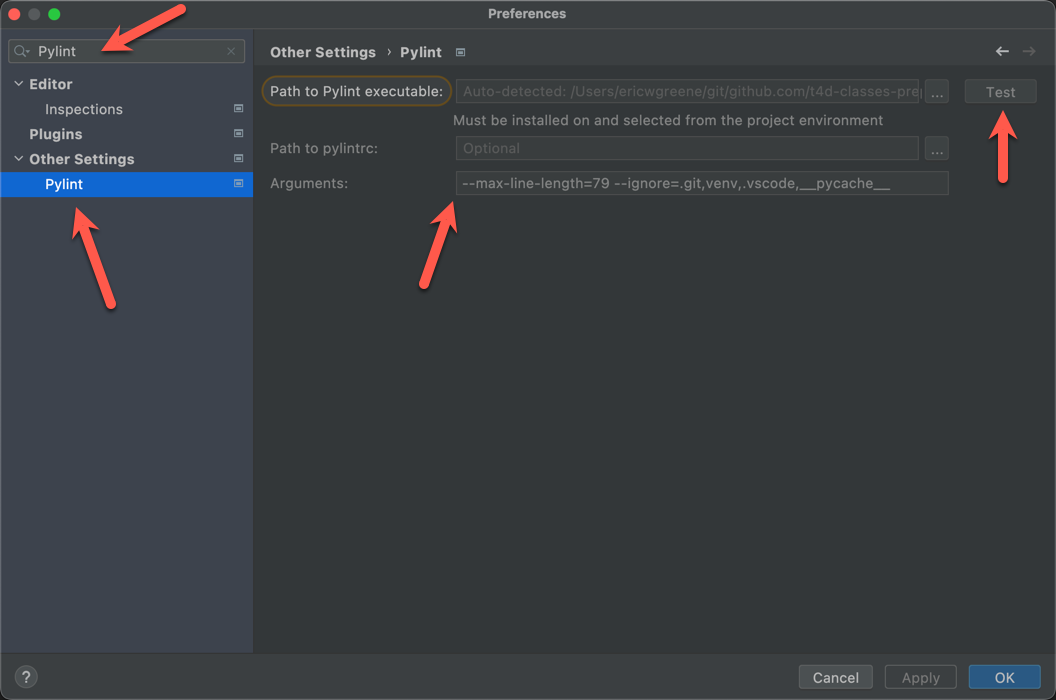 Preferences
Pylint
Editor
Inspections
Plugins
Other Settings
Pylint
Other Settings › Pylint
Path to Pylint executable: Auto-detected: /Users/ericwgreene/git/github.com/t4d-classes-prep ... Test
Must be installed on and selected from the project environment
Path to pylintrc: Optional ...
Arguments: --max-line-length=79 --ignore=.git,venv,.vscode,__pycache__
? Cancel Apply OK